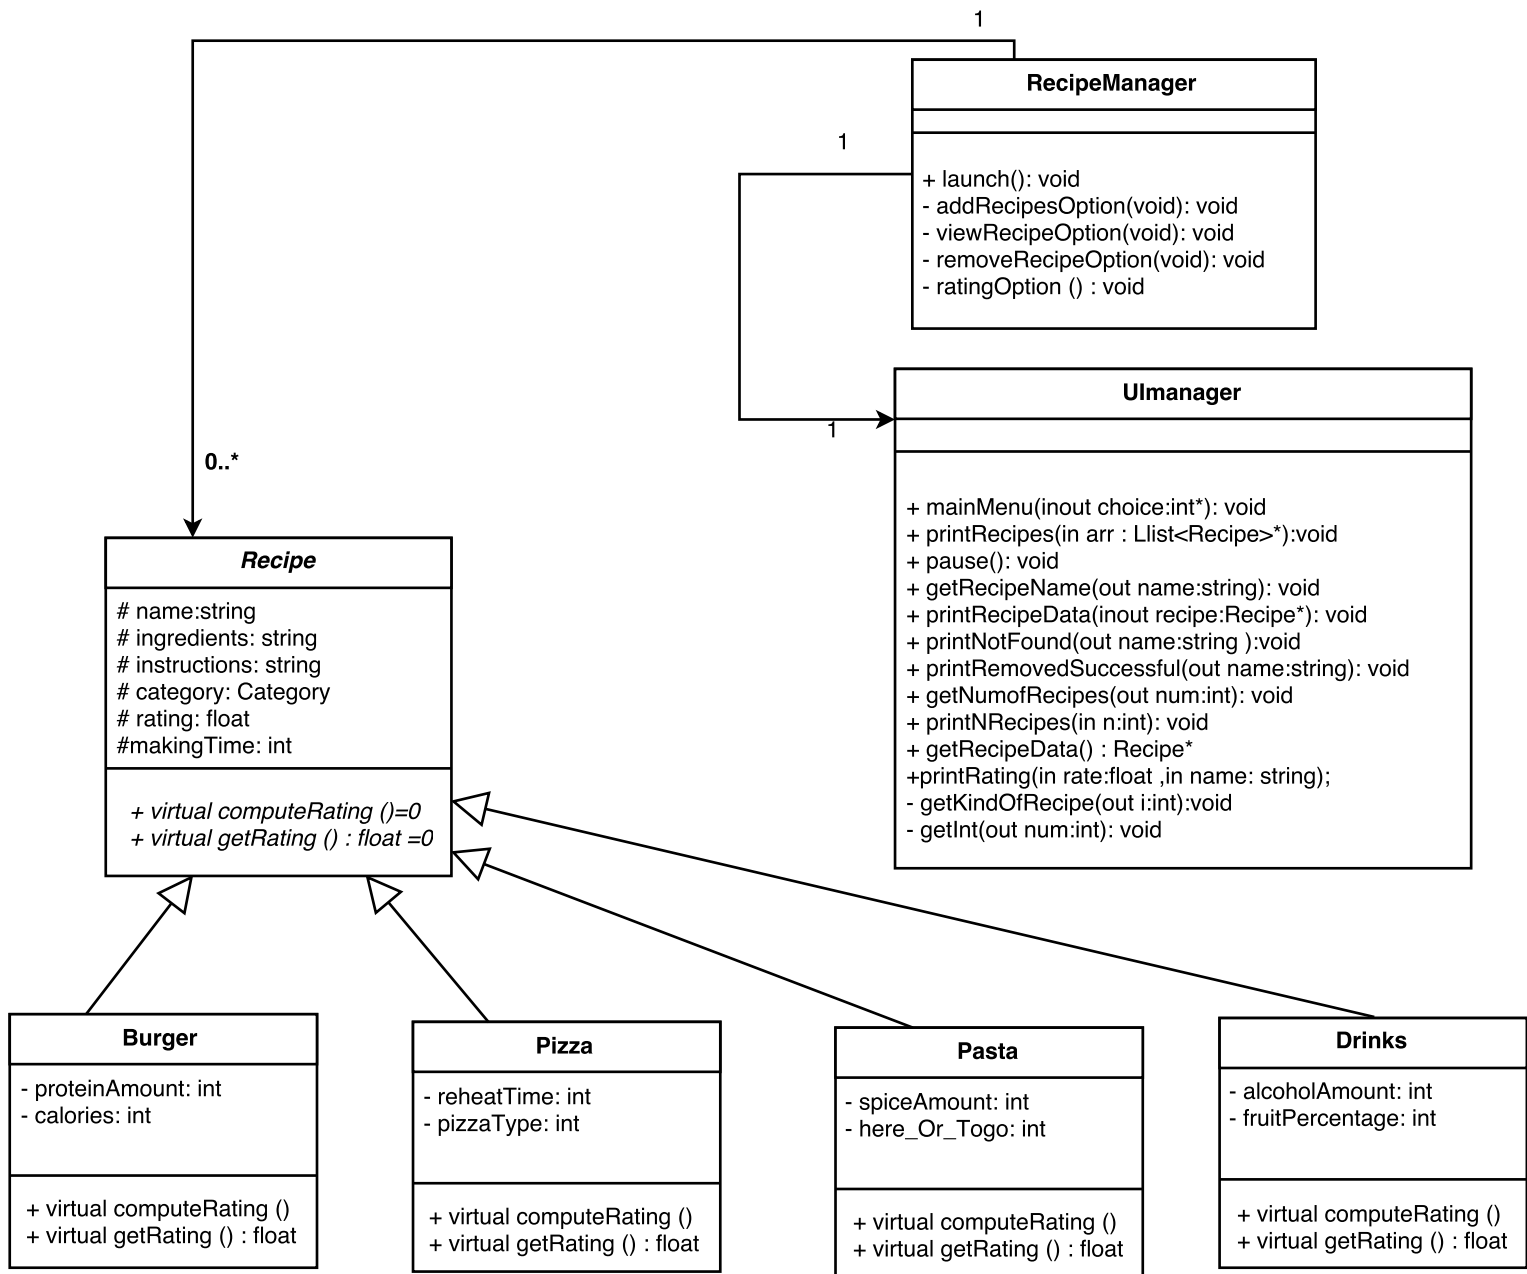 1
RecipeManager
+ launch(): void
- addRecipesOption(void): void
- viewRecipeOption(void): void
- removeRecipeOption(void): void
- ratingOption () : void
1
1
UImanager
+ mainMenu(inout choice:int*): void
+ printRecipes(in arr : Llist<Recipe>*):void
+ pause(): void
+ getRecipeName(out name:string): void
+ printRecipeData(inout recipe:Recipe*): void
+ printNotFound(out name:string ):void
+ printRemovedSuccessful(out name:string): void
+ getNumofRecipes(out num:int): void
+ printNRecipes(in n:int): void
+ getRecipeData() : Recipe*
+printRating(in rate:float ,in name: string);
- getKindOfRecipe(out i:int):void
- getInt(out num:int): void
0..*
Recipe
# name:string
# ingredients: string
# instructions: string
# category: Category
# rating: float
#makingTime: int
+ virtual computeRating ()=0
+ virtual getRating () : float =0
Burger
- proteinAmount: int
- calories: int
+ virtual computeRating ()
+ virtual getRating () : float
Pizza
- reheatTime: int
- pizzaType: int
+ virtual computeRating ()
+ virtual getRating () : float
Pasta
- spiceAmount: int
- here_Or_Togo: int
+ virtual computeRating ()
+ virtual getRating () : float
Drinks
- alcoholAmount: int
- fruitPercentage: int
+ virtual computeRating ()
+ virtual getRating () : float